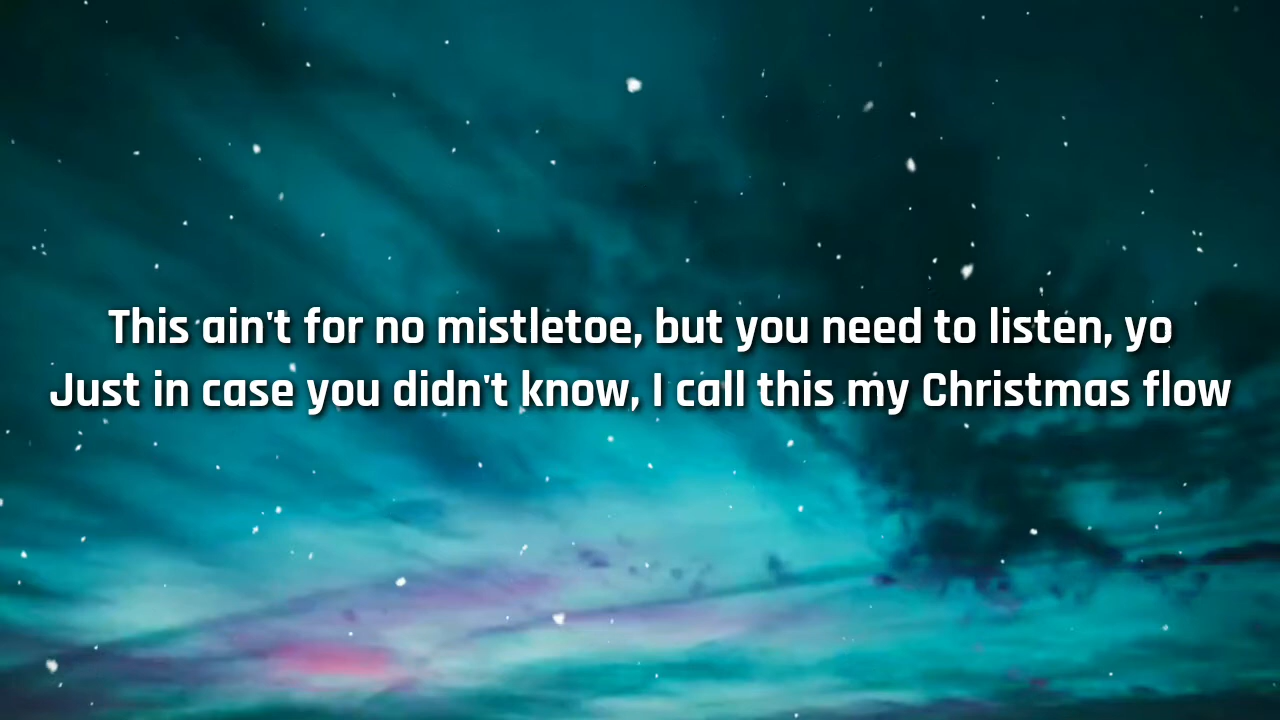 This ain't for no mistletoe, but you need to listen, yo
Just in case you didn't know, I call this my Christmas flow